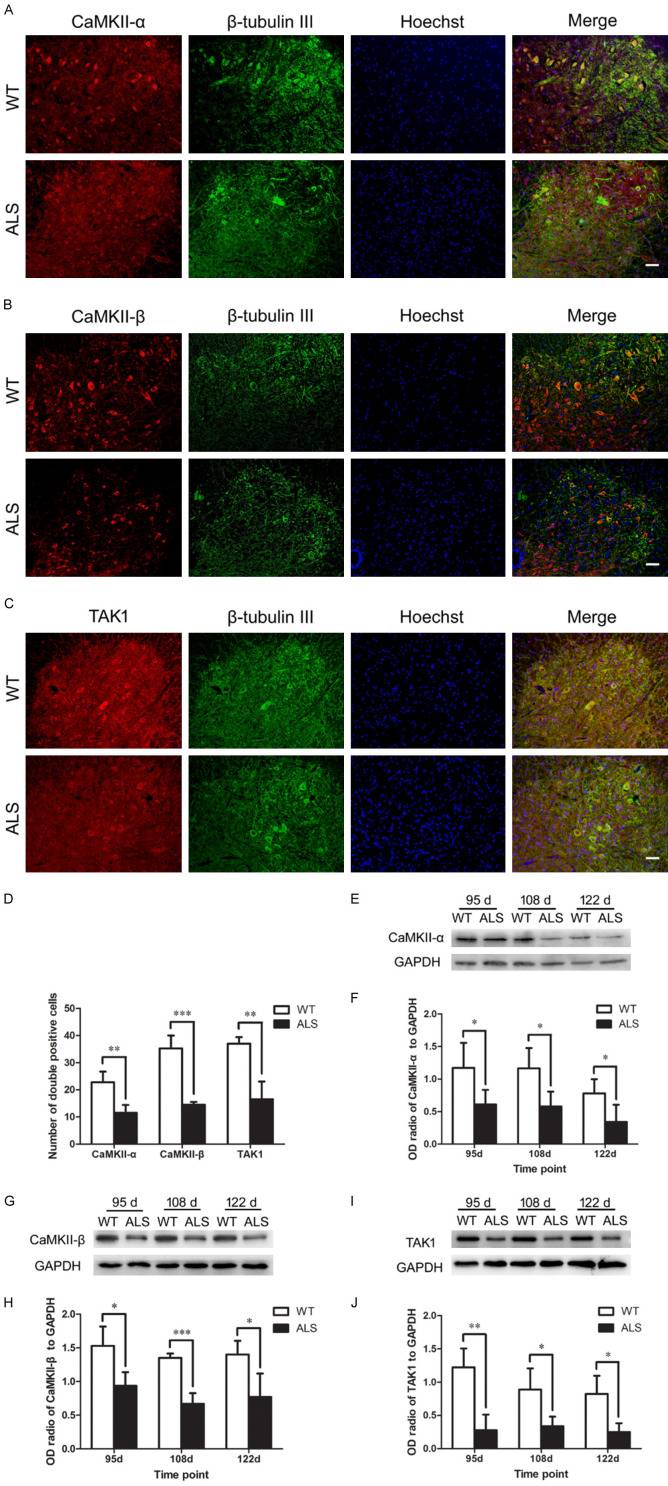 A
CaMKII-α β-tubulin III Hoechst Merge
WT
ALS
B
CaMKII-β β-tubulin III Hoechst Merge
WT
ALS
C
TAK1 β-tubulin III Hoechst Merge
WT
ALS
D
Number of double positive cells
50
40
30
20
10
0
** *** **
WT
ALS
CaMKII-α CaMKII-β TAK1
E
95 d 108 d 122 d
WT ALS WT ALS WT ALS
CaMKII-α
GAPDH
F
OD radio of CaMKII-α to GAPDH
2.0
1.5
1.0
0.5
0.0
* * *
WT
ALS
95d 108d 122d
Time point
G
95 d 108 d 122 d
WT ALS WT ALS WT ALS
CaMKII-β
GAPDH
H
OD radio of CaMKII-β to GAPDH
2.0
1.5
1.0
0.5
0.0
* *** *
WT
ALS
95d 108d 122d
Time point
I
95 d 108 d 122 d
WT ALS WT ALS WT ALS
TAK1
GAPDH
J
OD radio of TAK1 to GAPDH
2.0
1.5
1.0
0.5
0.0
** * *
WT
ALS
95d 108d 122d
Time point